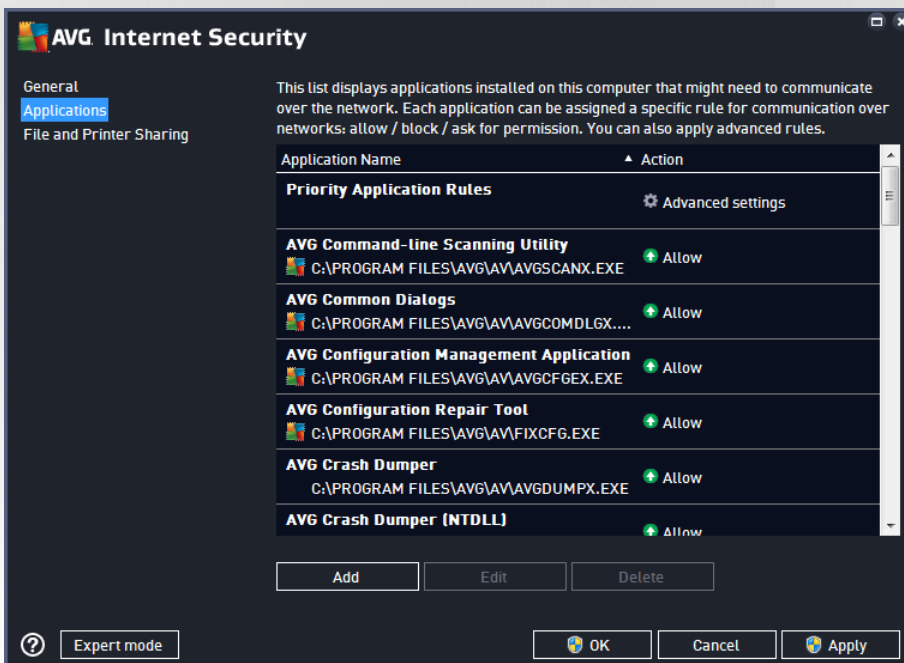 AVG Internet Security
General
Applications
File and Printer Sharing
This list displays applications installed on this computer that might need to communicate
over the network. Each application can be assigned a specific rule for communication over
networks: allow / block / ask for permission. You can also apply advanced rules.
Application Name Action
Priority Application Rules
Advanced settings
AVG Command-line Scanning Utility
C:\PROGRAM FILES\AVG\AV\AVGSCANX.EXE
Allow
AVG Common Dialogs
C:\PROGRAM FILES\AVG\AV\AVGCOMDLGX....
Allow
AVG Configuration Management Application
C:\PROGRAM FILES\AVG\AV\AVGCFGEX.EXE
Allow
AVG Configuration Repair Tool
C:\PROGRAM FILES\AVG\AV\FIXCFG.EXE
Allow
AVG Crash Dumper
C:\PROGRAM FILES\AVG\AV\AVGDUMPX.EXE
Allow
AVG Crash Dumper (NTDLL)
Allow
Add Edit Delete
? Expert mode OK Cancel Apply